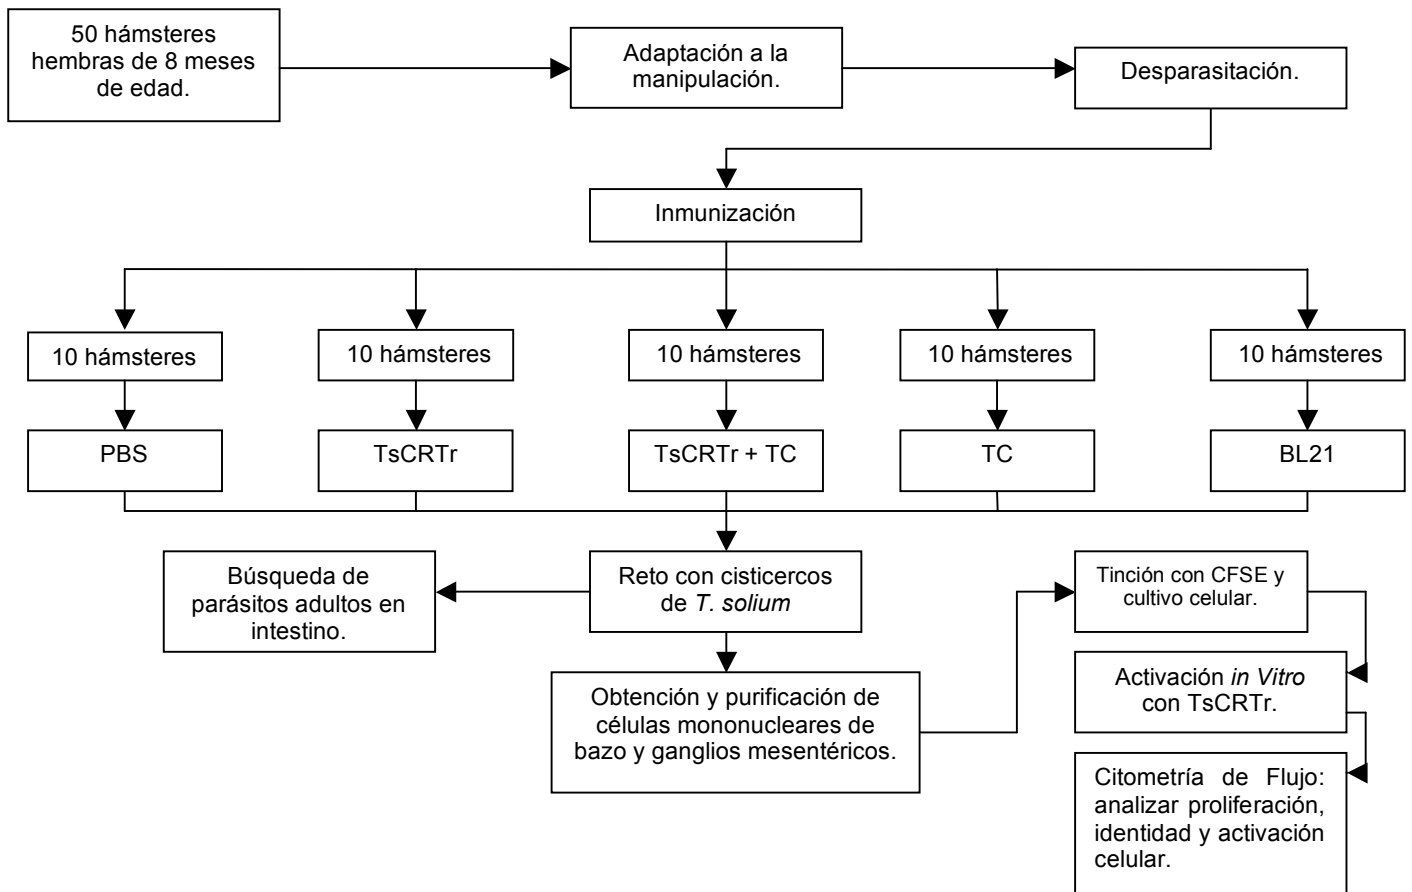 50 hámsteres
hembras de 8 meses
de edad.
Adaptación a la
manipulación.
Desparasitación.
Inmunización
10 hámsteres
10 hámsteres
10 hámsteres
10 hámsteres
10 hámsteres
PBS
TsCRTr
TsCRTr + TC
TC
BL21
Búsqueda de
parásitos adultos en
intestino.
Reto con cisticercos
de T. solium
Tinción con CFSE y
cultivo celular.
Obtención y purificación de
células mononucleares de
bazo y ganglios mesentéricos.
Activación in Vitro
con TsCRTr.
Citometría de Flujo:
analizar proliferación,
identidad y activación
celular.